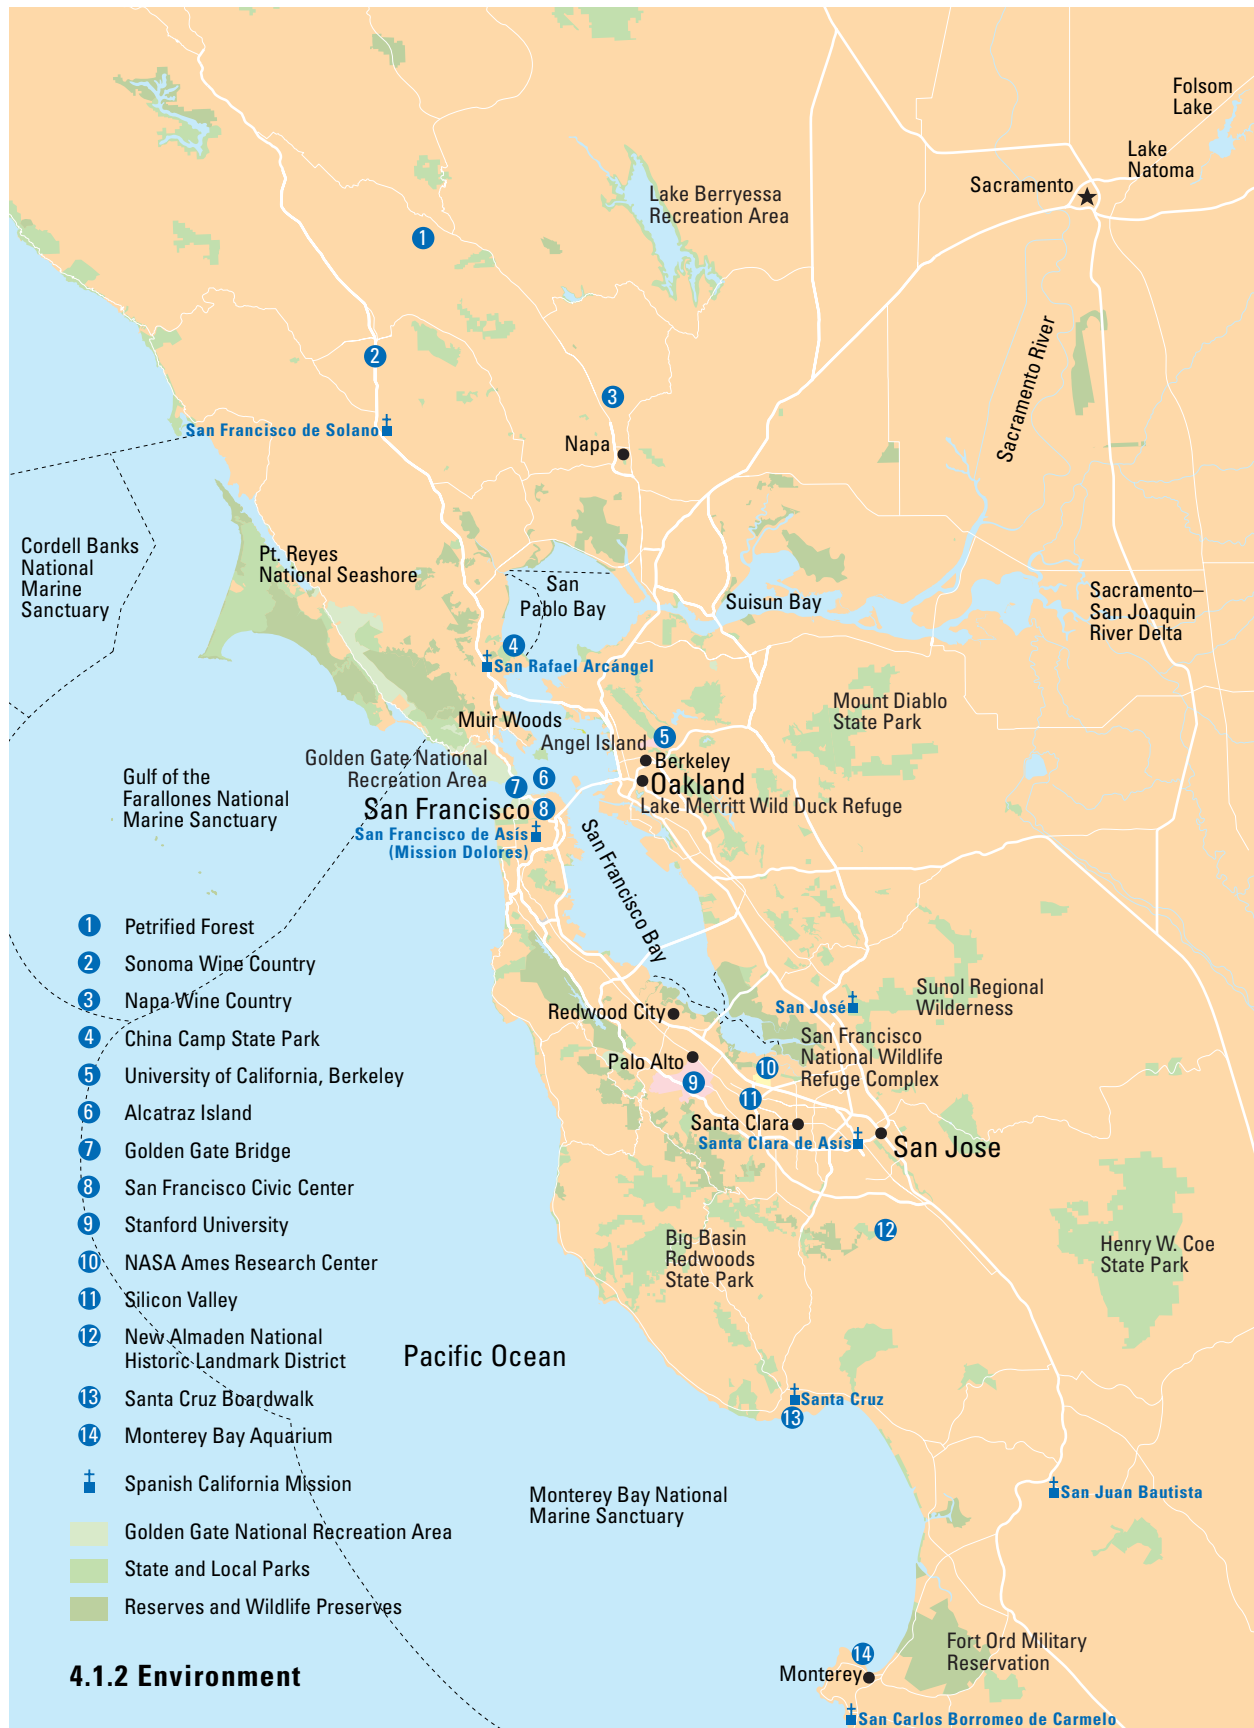 Folsom
Lake
Lake
Natoma
Sacramento
Lake Berryessa
Recreation Area
1
2
3
San Francisco de Solano
Napa
Sacramento River
Cordell Banks
National
Marine
Sanctuary
Pt. Reyes
National Seashore
San
Pablo Bay
Suisun Bay
Sacramento–
San Joaquin
River Delta
4
San Rafael Arcángel
Mount Diablo
State Park
Muir Woods
Angel Island
5
Berkeley
Golden Gate National
Recreation Area
6
7
Oakland
Gulf of the
Farallones National
Marine Sanctuary
San Francisco
8
Lake Merritt Wild Duck Refuge
San Francisco de Asís
(Mission Dolores)
San Francisco Bay
Sunol Regional
Wilderness
San José
Redwood City
San Francisco
National Wildlife
Refuge Complex
Palo Alto
9
10
11
Santa Clara
Santa Clara de Asís
San Jose
12
Big Basin
Redwoods
State Park
Henry W. Coe
State Park
Pacific Ocean
Santa Cruz
13
Monterey Bay National
Marine Sanctuary
San Juan Bautista
Fort Ord Military
Reservation
14
Monterey
San Carlos Borromeo de Carmelo
1 Petrified Forest
2 Sonoma Wine Country
3 Napa Wine Country
4 China Camp State Park
5 University of California, Berkeley
6 Alcatraz Island
7 Golden Gate Bridge
8 San Francisco Civic Center
9 Stanford University
10 NASA Ames Research Center
11 Silicon Valley
12 New Almaden National
Historic Landmark District
13 Santa Cruz Boardwalk
14 Monterey Bay Aquarium
Spanish California Mission
Golden Gate National Recreation Area
State and Local Parks
Reserves and Wildlife Preserves
4.1.2 Environment